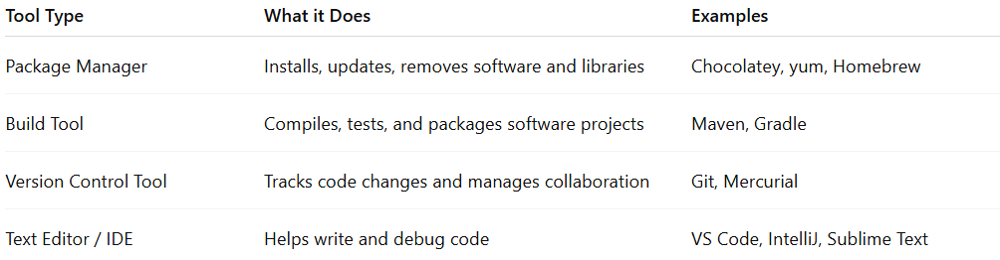 Tool Type What it Does Examples
Package Manager Installs, updates, removes software and libraries Chocolatey, yum, Homebrew
Build Tool Compiles, tests, and packages software projects Maven, Gradle
Version Control Tool Tracks code changes and manages collaboration Git, Mercurial
Text Editor / IDE Helps write and debug code VS Code, IntelliJ, Sublime Text